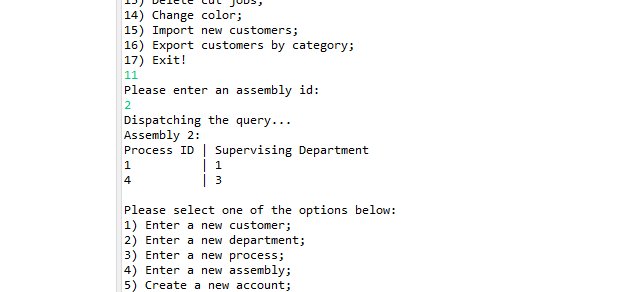 14) Change color;
15) Import new customers;
16) Export customers by category;
17) Exit!
11
Please enter an assembly id:
2
Dispatching the query...
Assembly 2:
Process ID | Supervising Department
1 | 1
4 | 3
Please select one of the options below:
1) Enter a new customer;
2) Enter a new department;
3) Enter a new process;
4) Enter a new assembly;
5) Create a new account;